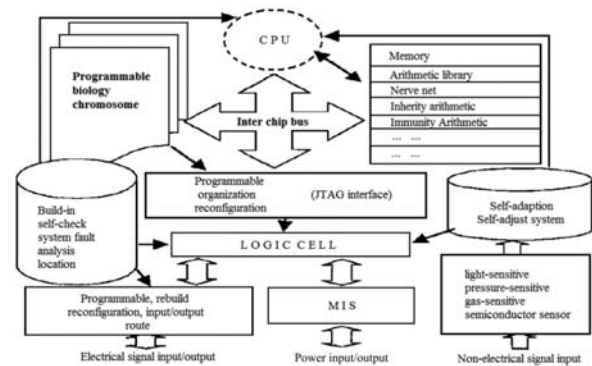 CPU
Programmable
biology
chromosome
Inter chip bus
Memory
Arithmetic library
Nerve net
Inherity arithmetic
Immunity Arithmetic
... ...
... ...
Programmable
organization
reconfiguration
(JTAG interface)
Build-in
self-check
system fault
analysis
location
Self-adaption
Self-adjust system
LOGIC CELL
Programmable, rebuild
reconfiguration, input/output
route
MIS
light-sensitive
pressure-sensitive
gas-sensitive
semiconductor sensor
Electrical signal input/output
Power input/output
Non-electrical signal input